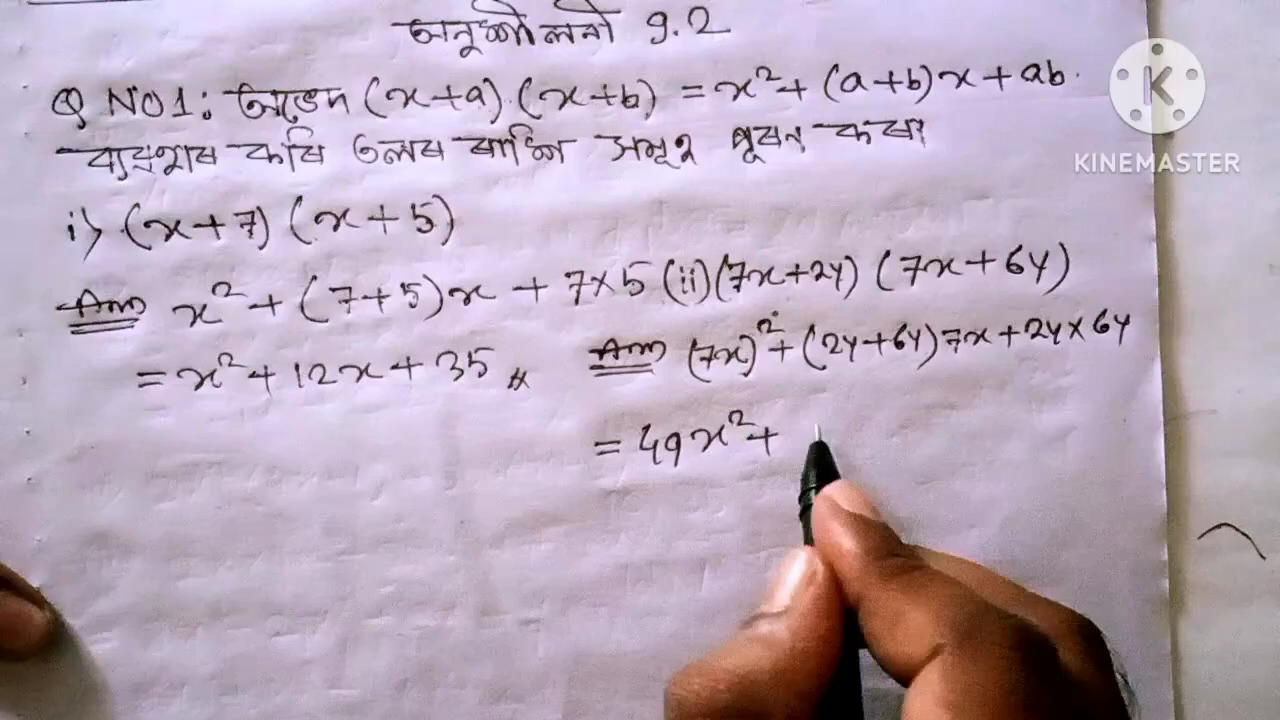 অনুশীলনী 9.2
Q NO1: অভেদ (x+a) (x+b) = x²+ (a+b)x+ab.
ব্যৱহাৰ কৰি তলৰ ৰাশি সমূহ পূৰণ কৰা
i) (x+7) (x+5)
Ans x²+ (7+5)x + 7×5 (ii) (7x+2y) (7x+6y)
= x²+12x+35 Ans (7x)²+(2y+6y)7x+2y×6y
= 49x²+
K
KINEMASTER